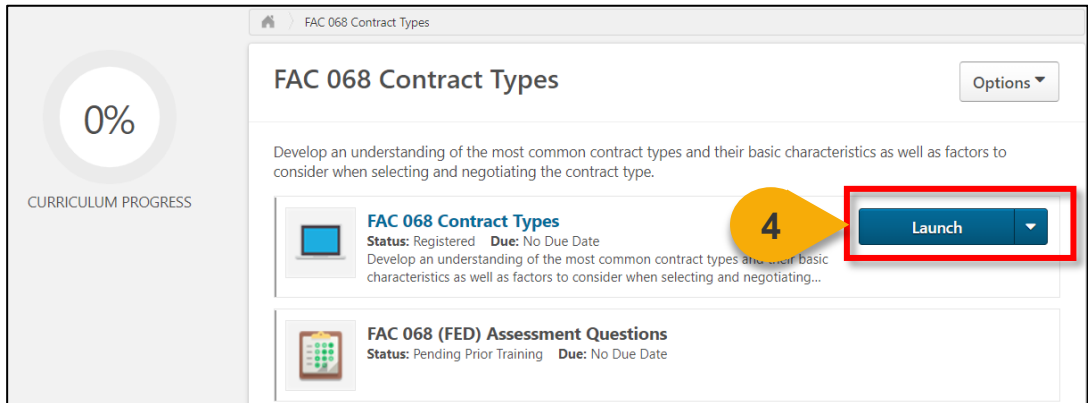 FAC 068 Contract Types
FAC 068 Contract Types
Options
0%
CURRICULUM PROGRESS
Develop an understanding of the most common contract types and their basic characteristics as well as factors to
consider when selecting and negotiating the contract type.
FAC 068 Contract Types
Status: Registered Due: No Due Date
Develop an understanding of the most common contract types and their basic
characteristics as well as factors to consider when selecting and negotiating...
4
Launch
FAC 068 (FED) Assessment Questions
Status: Pending Prior Training Due: No Due Date